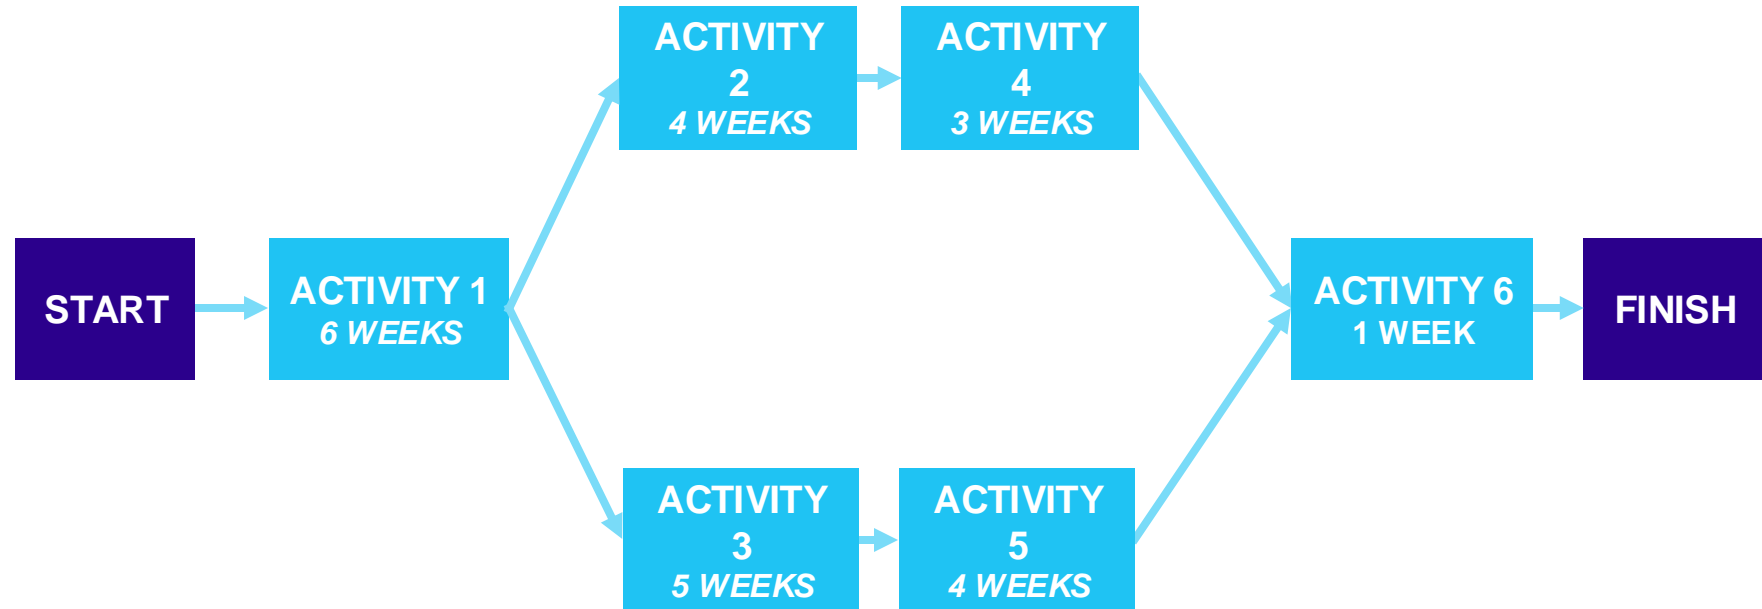 START
ACTIVITY 1
6 WEEKS
ACTIVITY
2
4 WEEKS
ACTIVITY
4
3 WEEKS
ACTIVITY
3
5 WEEKS
ACTIVITY
5
4 WEEKS
ACTIVITY 6
1 WEEK
FINISH